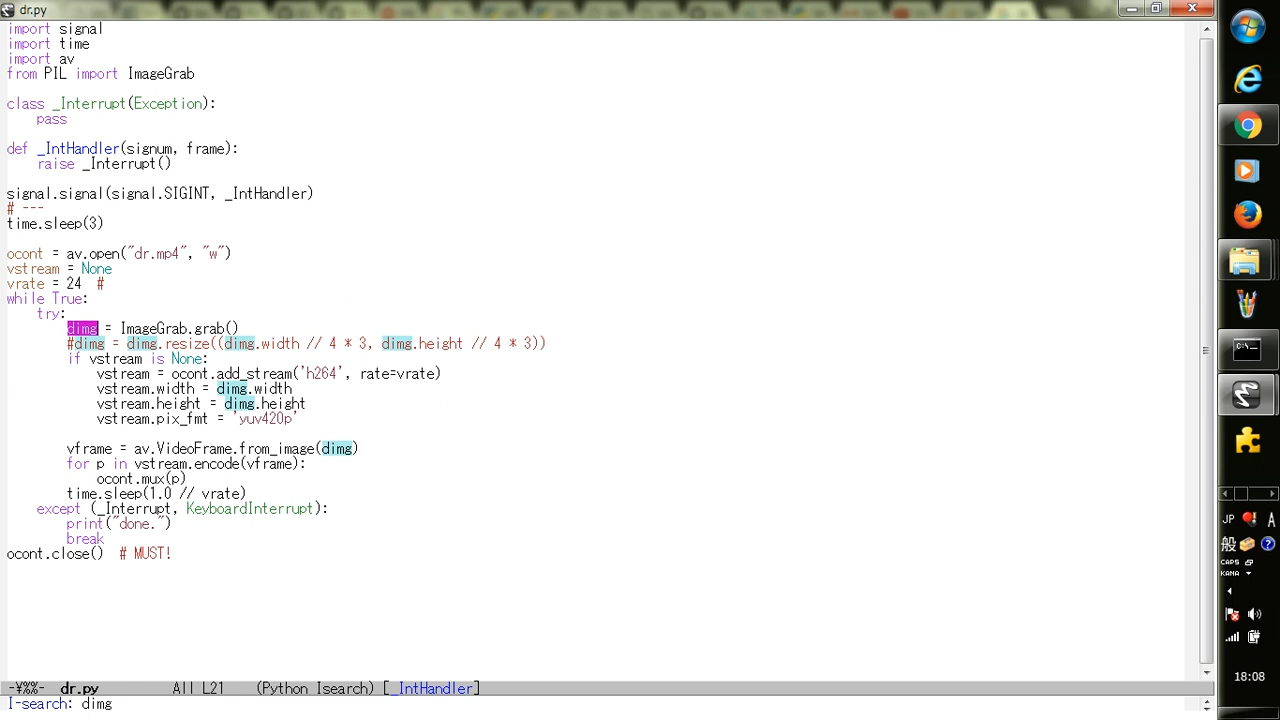 dr.py
import signal
import time
import av
from PIL import ImageGrab
class _Interrupt(Exception):
    pass
def _IntHandler(signum, frame):
    raise _Interrupt()
signal.signal(signal.SIGINT, _IntHandler)
# ---
time.sleep(3)
ocont = av.open("dr.mp4", "w")
vstream = None
vrate = 24  #
while True:
    try:
        dimg = ImageGrab.grab()
        #dimg = dimg.resize((dimg.width // 4 * 3, dimg.height // 4 * 3))
        if vstream is None:
            vstream = ocont.add_stream('h264', rate=vrate)
            vstream.width = dimg.width
            vstream.height = dimg.height
            vstream.pix_fmt = 'yuv420p'
        vframe = av.VideoFrame.from_image(dimg)
        for p in vstream.encode(vframe):
            ocont.mux(p)
        time.sleep(1.0 // vrate)
    except (_Interrupt, KeyboardInterrupt):
        print("done.")
        break
ocont.close()  # MUST!
-¥%%-  dr.py          All L21    (Python Isearch) [_IntHandler]
I-search: dimg
C:\_
JP A
般
CAPS
KANA
18:08